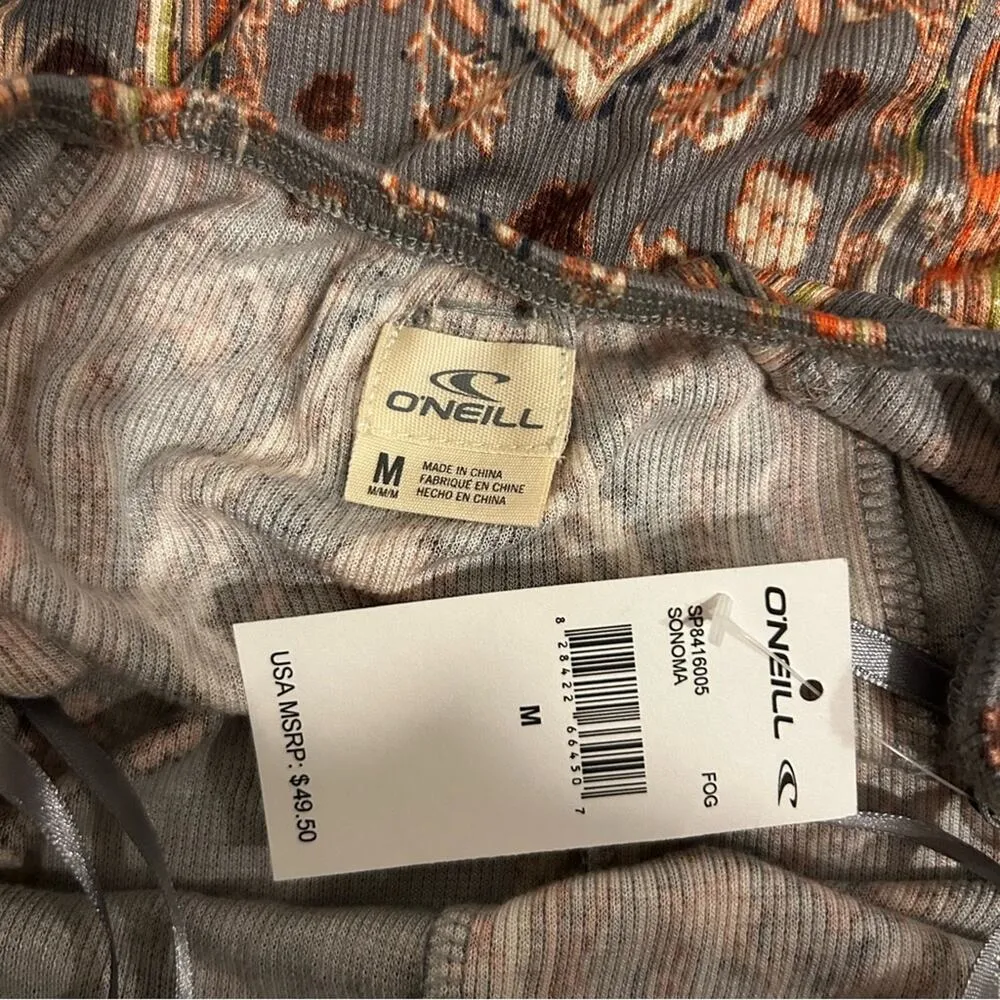 O'NEILL
M
M/M/M
MADE IN CHINA
FABRIQUÉ EN CHINE
HECHO EN CHINA
O'NEILL
SP8416005 FOG
SONOMA
8 28422 66450 7
M
USA MSRP: $49.50